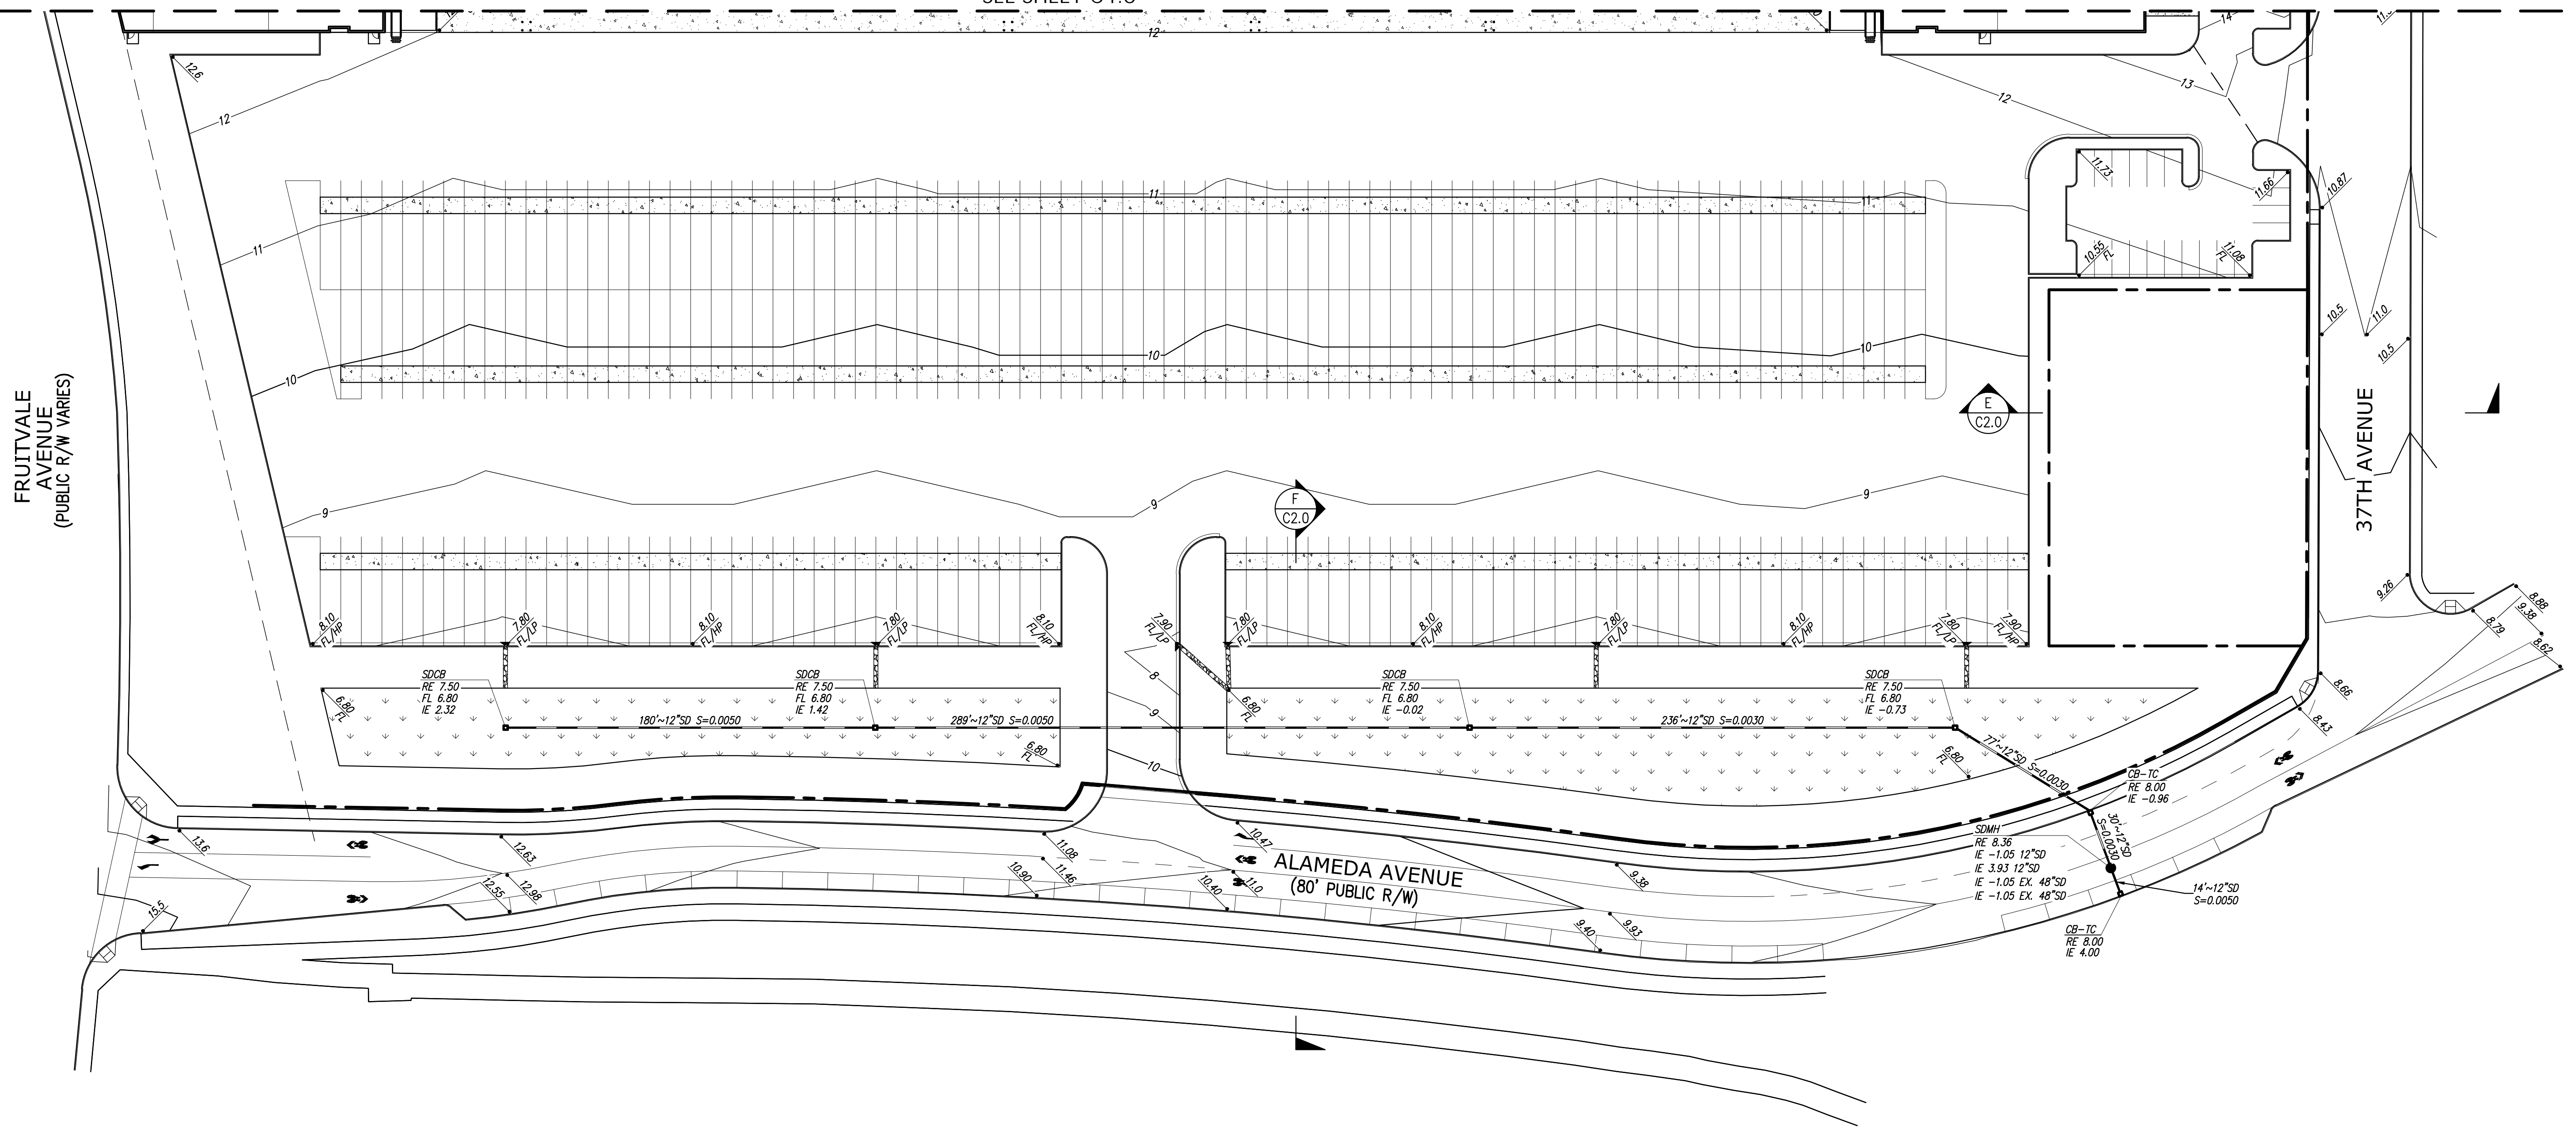 12
14
13
12
12.6
12
11.73
11.66
10.87
11
11
11
10.55
FL
11.08
FL
10.5
11.0
10.5
10
10
10
FRUITVALE
AVENUE
(PUBLIC R/W VARIES)
E
C2.0
37TH AVENUE
9
9
9
F
C2.0
9.26
8.88
9.38
8.79
8.62
8.10
FL/HP
7.80
FL/LP
8.10
FL/HP
7.80
FL/LP
8.10
FL/HP
7.90
FL/LP
7.80
FL/LP
8.10
FL/HP
7.80
FL/LP
8.10
FL/HP
7.80
FL/LP
7.90
FL/HP
8
9
10
SDCB
RE 7.50
FL 6.80
IE 2.32
SDCB
RE 7.50
FL 6.80
IE 1.42
SDCB
RE 7.50
FL 6.80
IE -0.02
SDCB
RE 7.50
FL 6.80
IE -0.73
6.80
FL
6.80
FL
8.66
8.43
180'~12"SD S=0.0050
289'~12"SD S=0.0050
236'~12"SD S=0.0030
77'~12"SD S=0.0030
6.80
FL
6.80
FL
CB-TC
RE 8.00
IE -0.96
30'~12"SD
S=0.0030
SDMH
RE 8.36
IE -1.05 12"SD
IE 3.93 12"SD
IE -1.05 EX. 48"SD
IE -1.05 EX. 48"SD
14'~12"SD
S=0.0050
CB-TC
RE 8.00
IE 4.00
13.6
12.63
11.08
10.47
ALAMEDA AVENUE
(80' PUBLIC R/W)
9.38
15.5
12.55
12.98
10.90
11.46
10.40
11.0
9.40
9.93